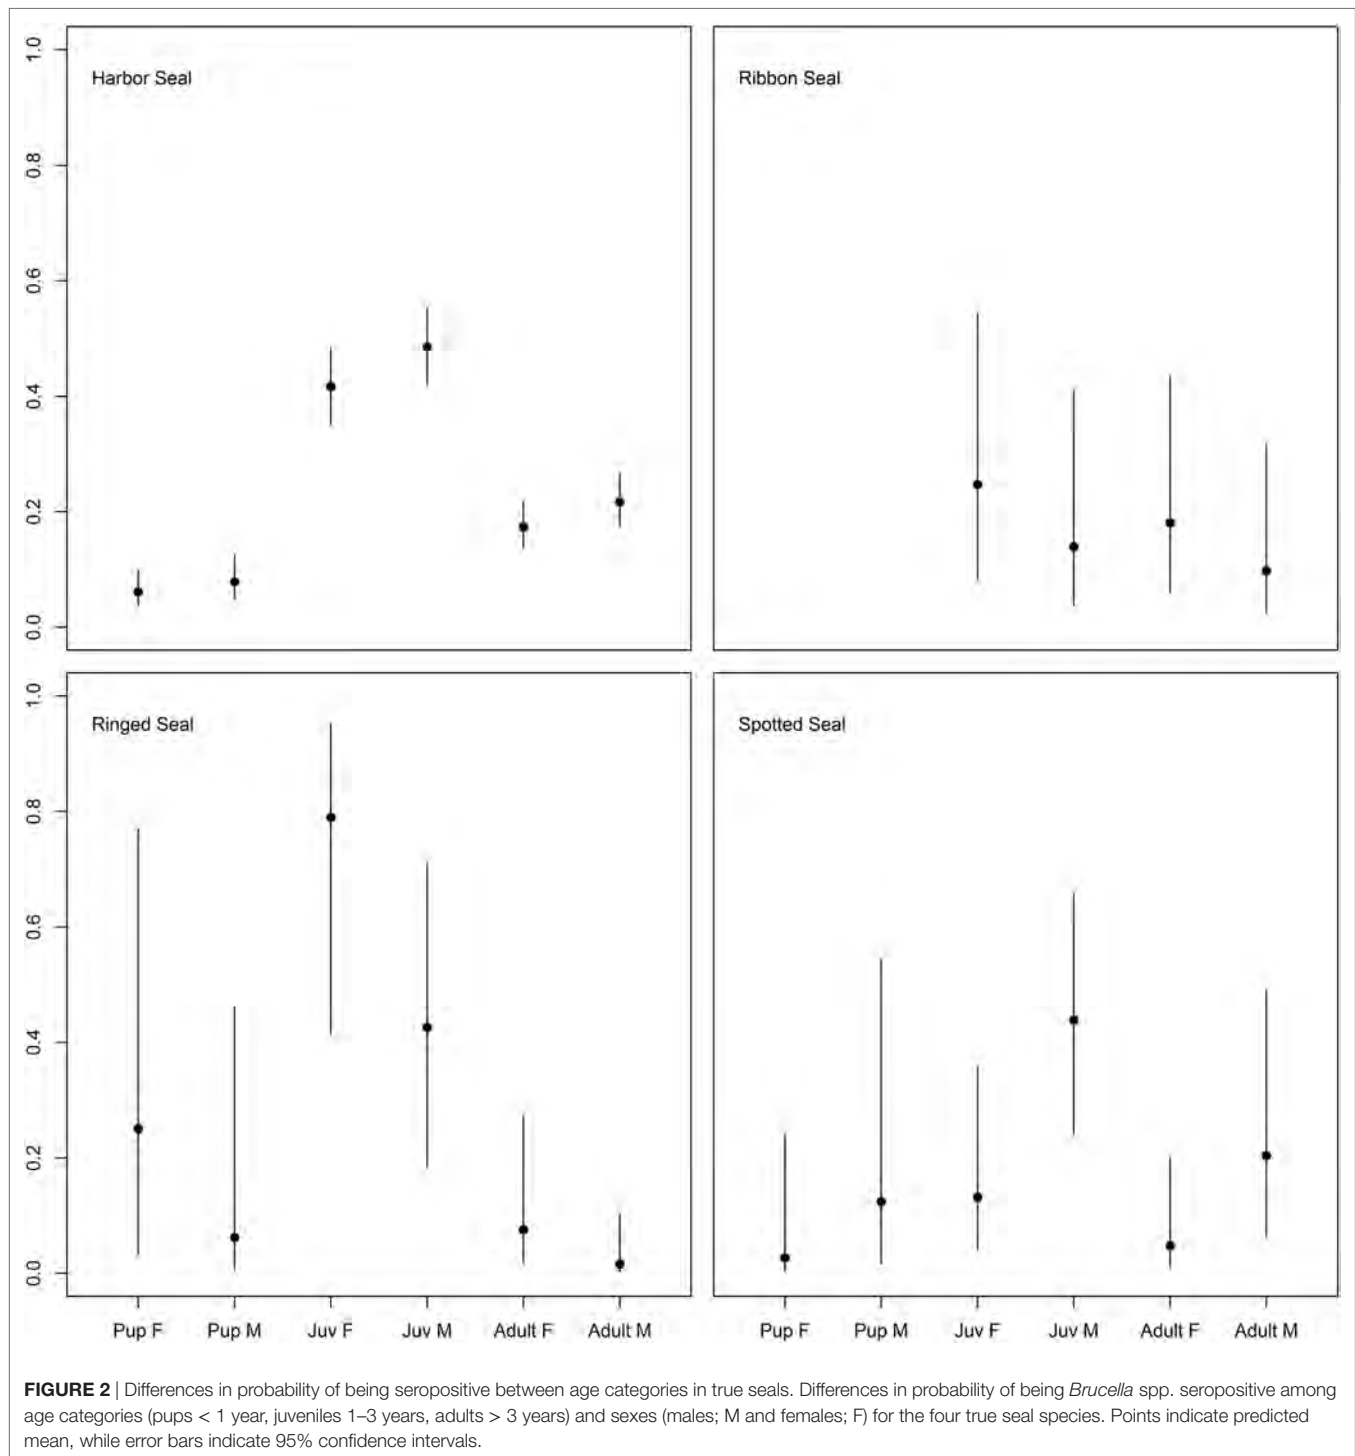 Harbor Seal
Ribbon Seal
1.0
0.8
0.6
0.4
0.2
0.0
Ringed Seal
Spotted Seal
1.0
0.8
0.6
0.4
0.2
0.0
Pup F Pup M Juv F Juv M Adult F Adult M
Pup F Pup M Juv F Juv M Adult F Adult M
FIGURE 2 | Differences in probability of being seropositive between age categories in true seals. Differences in probability of being Brucella spp. seropositive among
age categories (pups < 1 year, juveniles 1–3 years, adults > 3 years) and sexes (males; M and females; F) for the four true seal species. Points indicate predicted
mean, while error bars indicate 95% confidence intervals.